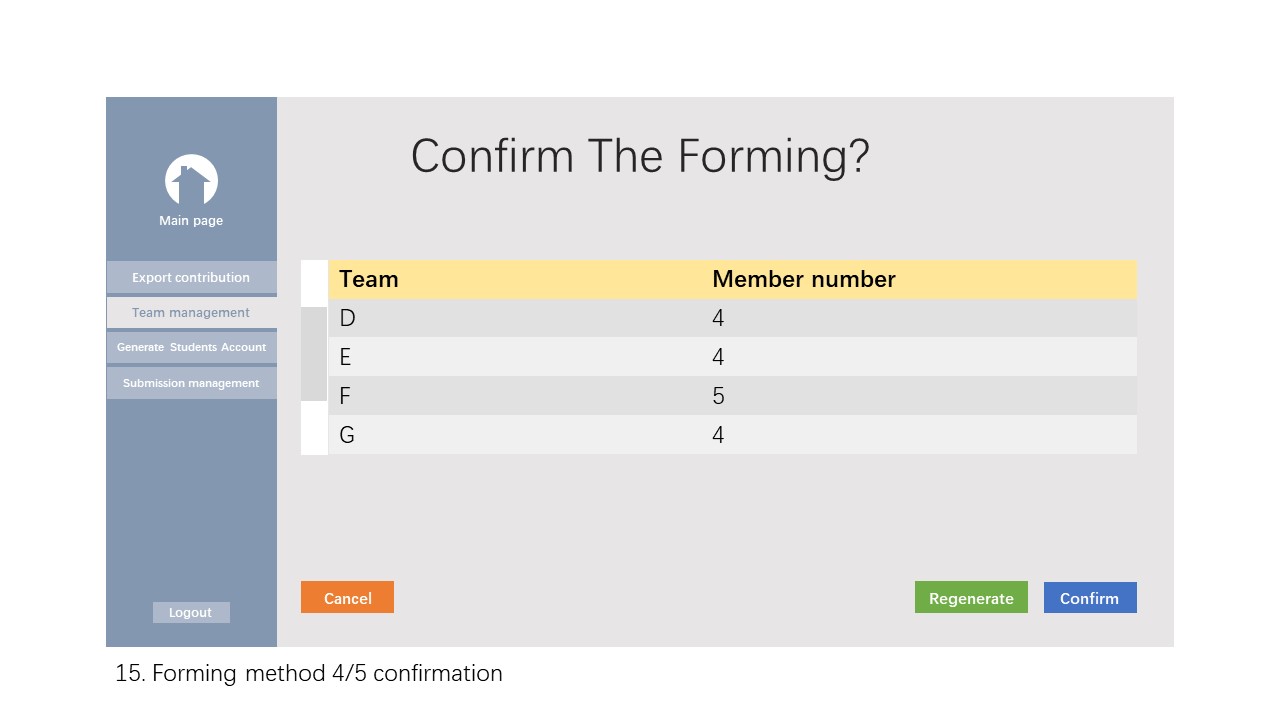 Confirm The Forming?
Main page
Export contribution
Team management
Generate Students Account
Submission management
Logout
Team Member number
D 4
E 4
F 5
G 4
Cancel Regenerate Confirm
15. Forming method 4/5 confirmation